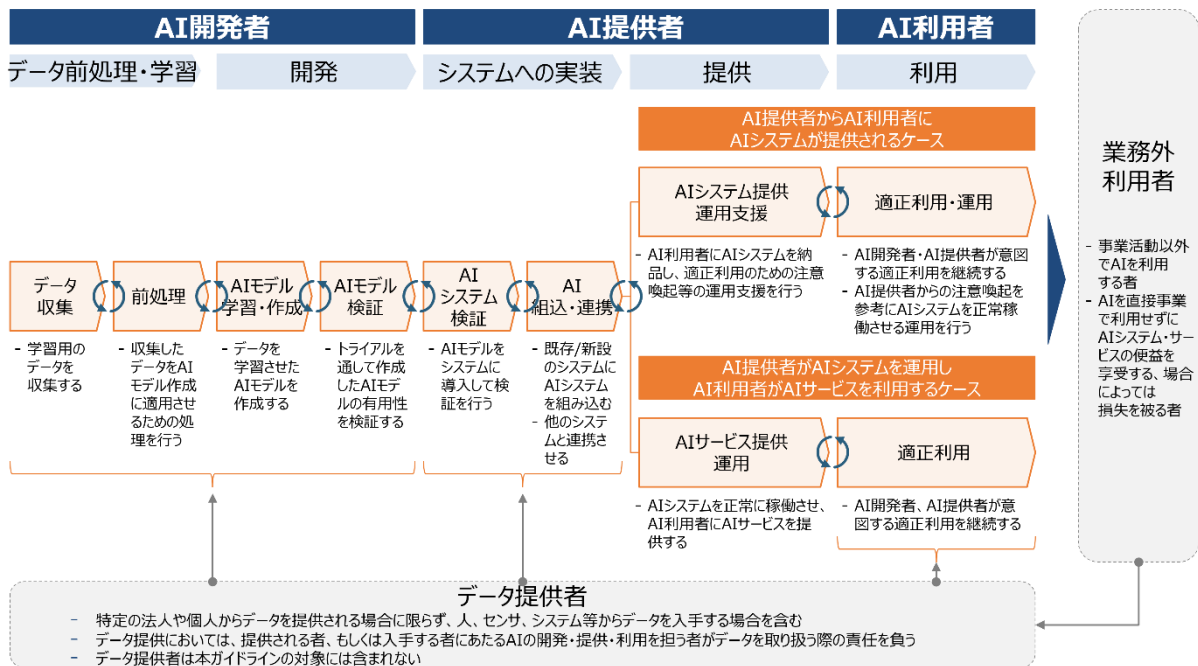 AI開発者
AI提供者
AI利用者
データ前処理・学習
開発
システムへの実装
提供
利用
AI提供者からAI利用者に
AIシステムが提供されるケース
AIシステム提供
運用支援
適正利用・運用
- AI利用者にAIシステムを納
品し、適正利用のための注意
喚起等の運用支援を行う
- AI開発者・AI提供者が意図
する適正利用を継続する
- AI提供者からの注意喚起を
参考にAIシステムを正常稼
働させる運用を行う
データ
収集
前処理
AIモデル
学習・作成
AIモデル
検証
AI
システム
検証
AI
組込・連携
- 学習用の
データを
収集する
- 収集した
データをAI
モデル作成
に適用させ
るための処
理を行う
- データを
学習させた
AIモデルを
作成する
- トライアルを
通して作成
したAIモデ
ルの有用性
を検証する
- AIモデルを
システムに
導入して検
証を行う
- 既存/新設
のシステムに
AIシステム
を組み込む
- 他のシステ
ムと連携さ
せる
AI提供者がAIシステムを運用し
AI利用者がAIサービスを利用するケース
AIサービス提供
運用
適正利用
- AIシステムを正常に稼働させ、
AI利用者にAIサービスを提
供する
- AI開発者、AI提供者が意
図する適正利用を継続する
業務外
利用者
- 事業活動以外
でAIを利用
する者
- AIを直接事業
で利用せずに
AIシステム・サー
ビスの便益を
享受する、場合
によっては
損失を被る者
データ提供者
- 特定の法人や個人からデータを提供される場合に限らず、人、センサ、システム等からデータを入手する場合を含む
- データ提供においては、提供される者、もしくは入手する者にあたるAIの開発・提供・利用を担う者がデータを取り扱う際の責任を負う
- データ提供者は本ガイドラインの対象には含まれない